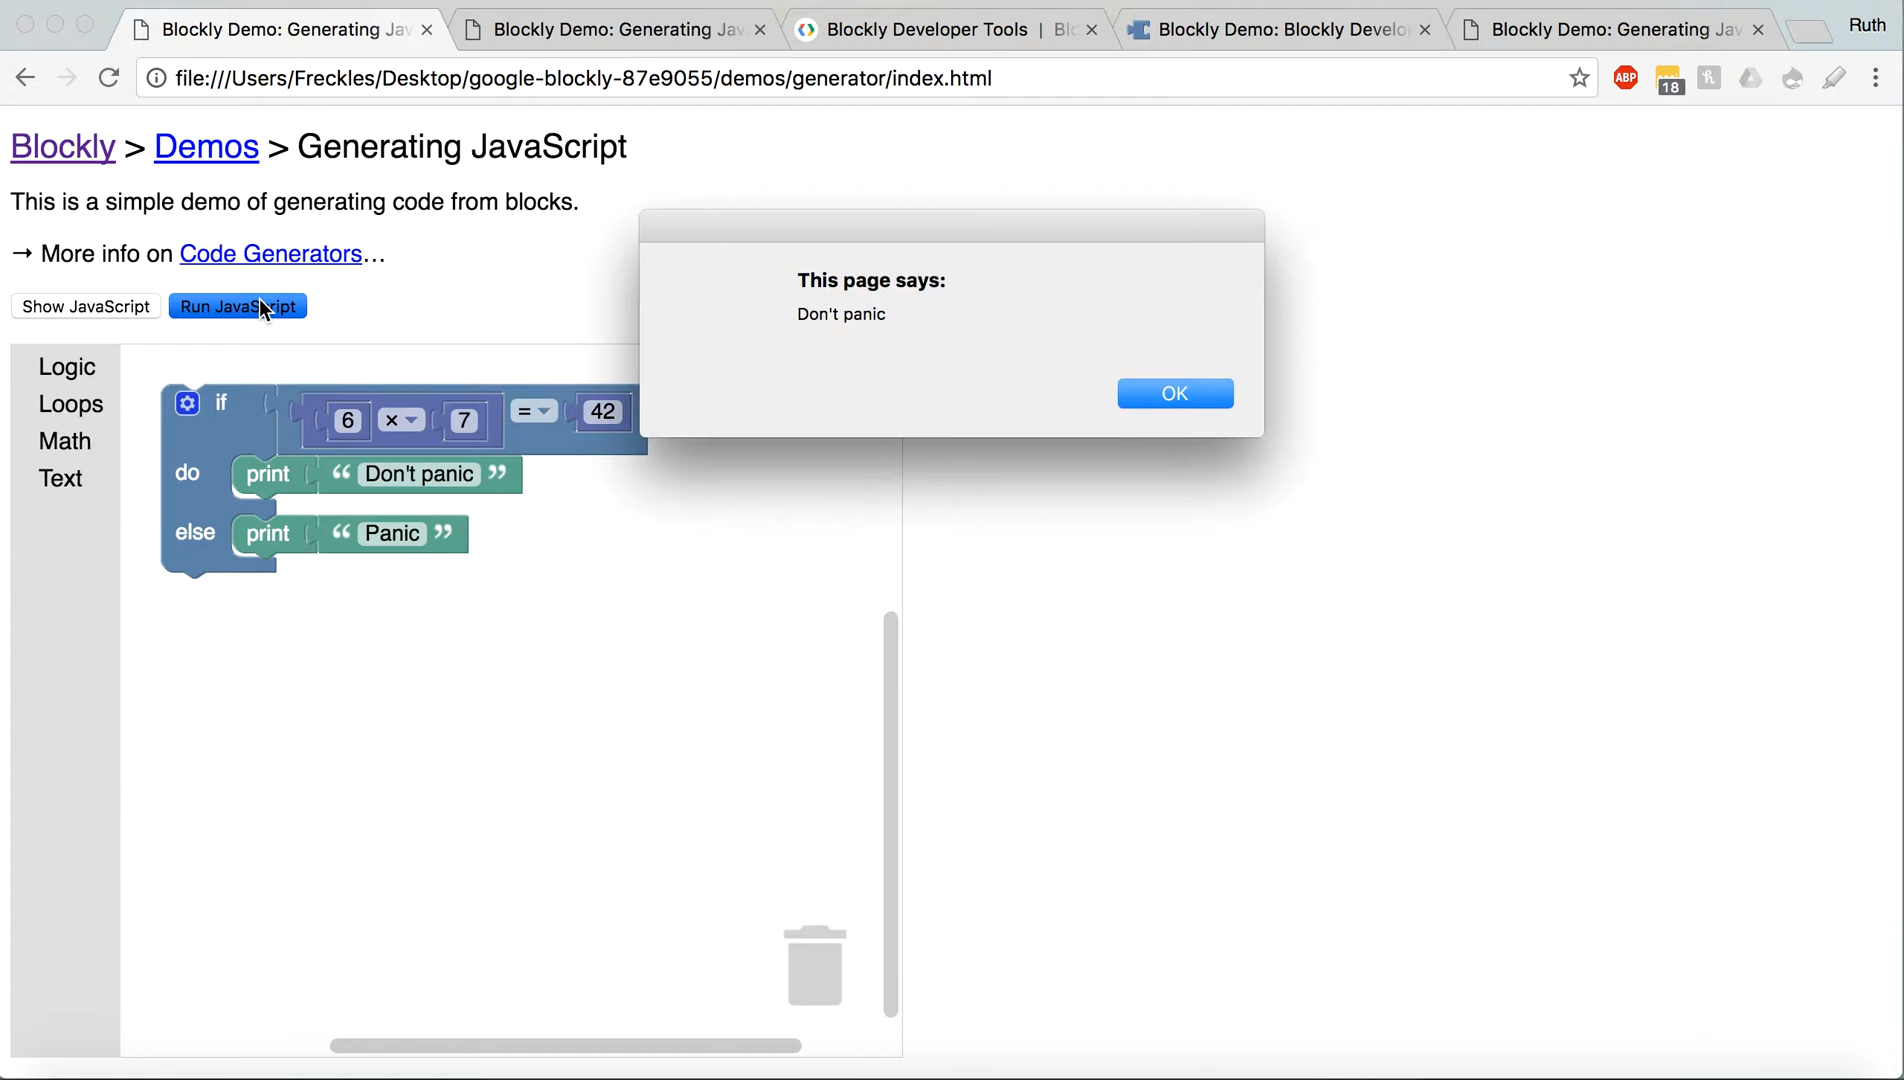 Blockly Demo: Generating Jav
Blockly Demo: Generating Jav
Blockly Developer Tools | Blo
Blockly Demo: Blockly Develo
Blockly Demo: Generating Jav
Ruth
file:///Users/Freckles/Desktop/google-blockly-87e9055/demos/generator/index.html
ABP
18
h
Blockly > Demos > Generating JavaScript
This is a simple demo of generating code from blocks.
→ More info on Code Generators…
Show JavaScript
Run JavaScript
This page says:
Don't panic
OK
Logic
Loops
Math
Text
if 6 × 7 = 42
do print “ Don't panic ”
else print “ Panic ”